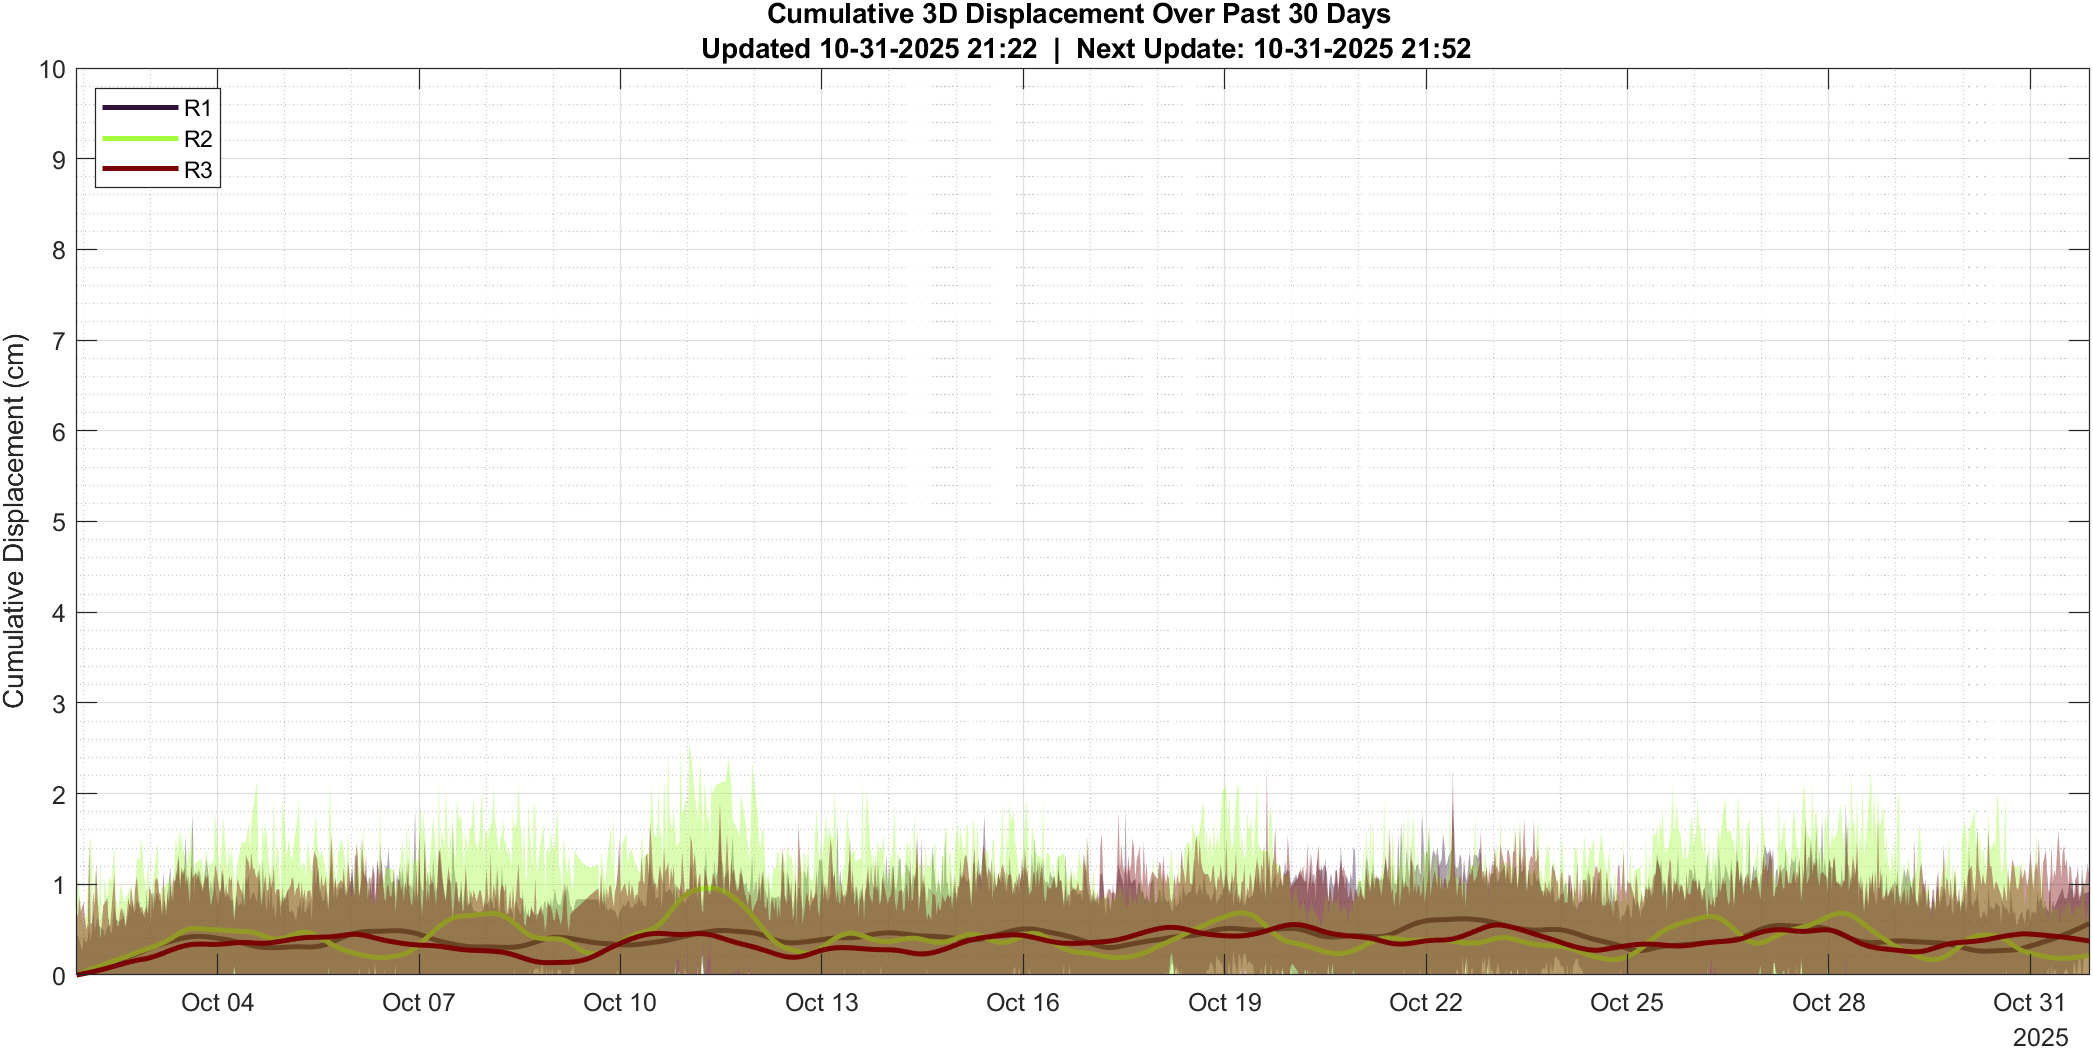 Cumulative 3D Displacement Over Past 30 Days
Updated 10-31-2025 21:22 | Next Update: 10-31-2025 21:52
R1
R2
R3
Cumulative Displacement (cm)
10
9
8
7
6
5
4
3
2
1
0
Oct 04 Oct 07 Oct 10 Oct 13 Oct 16 Oct 19 Oct 22 Oct 25 Oct 28 Oct 31
2025